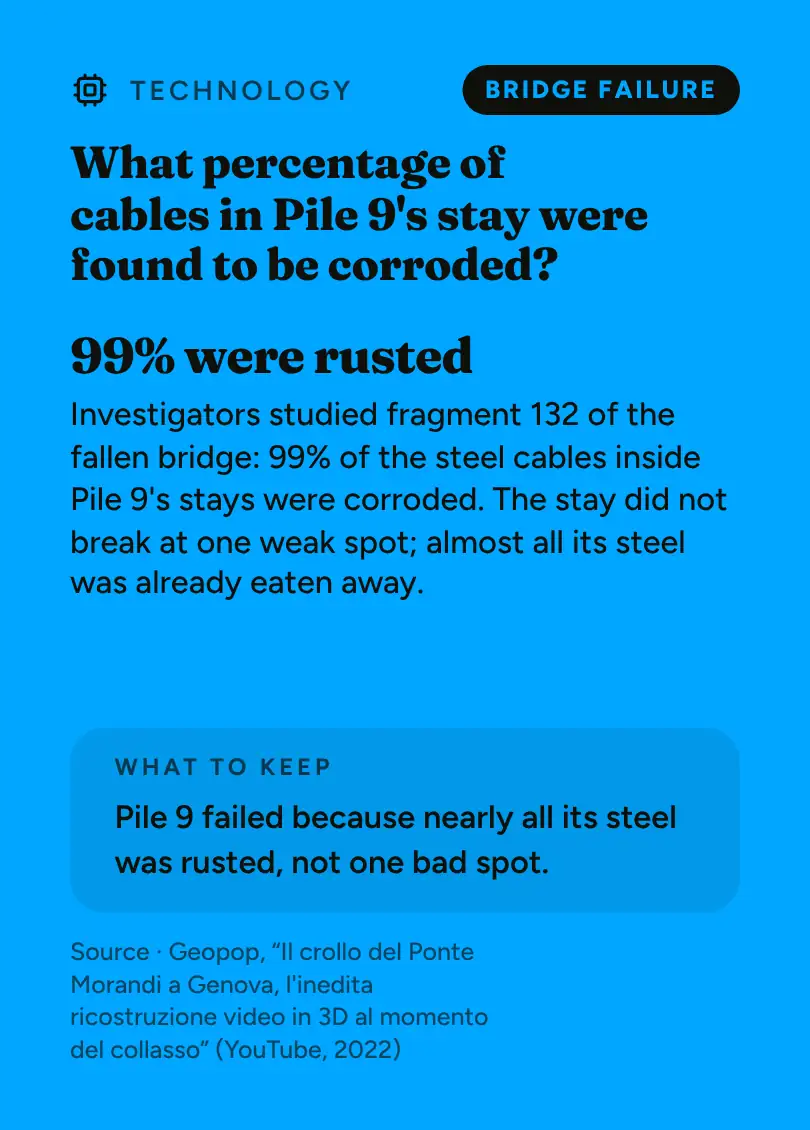 TECHNOLOGY
BRIDGE FAILURE
What percentage of
cables in Pile 9's stay were
found to be corroded?
99% were rusted
Investigators studied fragment 132 of the
fallen bridge: 99% of the steel cables inside
Pile 9's stays were corroded. The stay did not
break at one weak spot; almost all its steel
was already eaten away.
WHAT TO KEEP
Pile 9 failed because nearly all its steel
was rusted, not one bad spot.
Source · Geopop, “Il crollo del Ponte
Morandi a Genova, l'inedita
ricostruzione video in 3D al momento
del collasso” (YouTube, 2022)